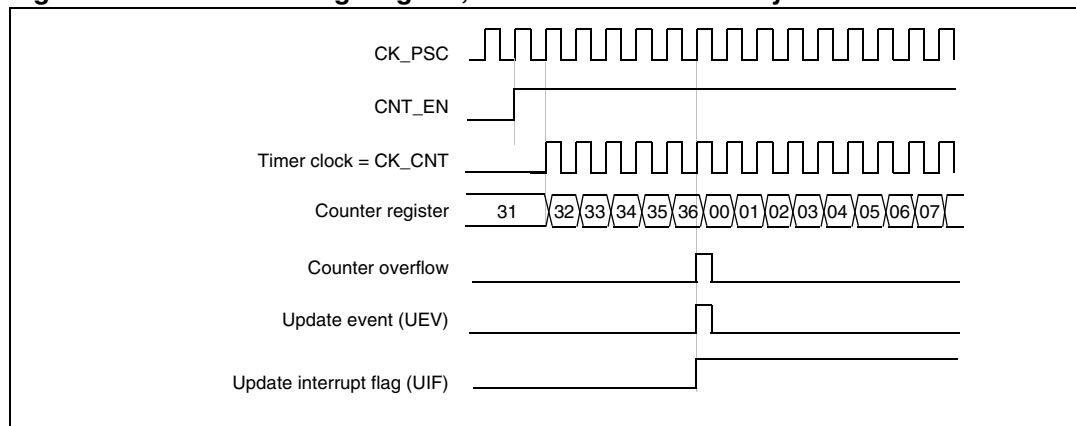 CK_PSC
CNT_EN
Timer clock = CK_CNT
Counter register 31 32 33 34 35 36 00 01 02 03 04 05 06 07
Counter overflow
Update event (UEV)
Update interrupt flag (UIF)